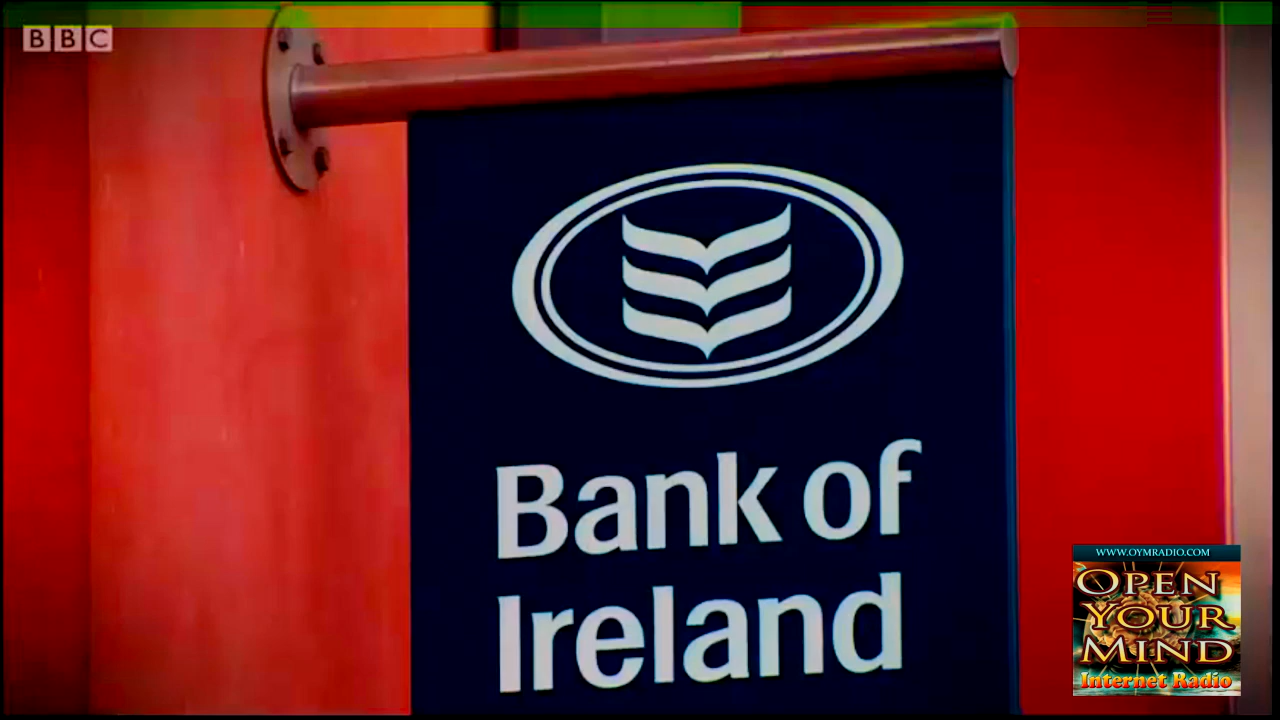 BBC
Bank of
Ireland
WWW.OYMRADIO.COM
OPEN
YOUR
MIND
Internet Radio